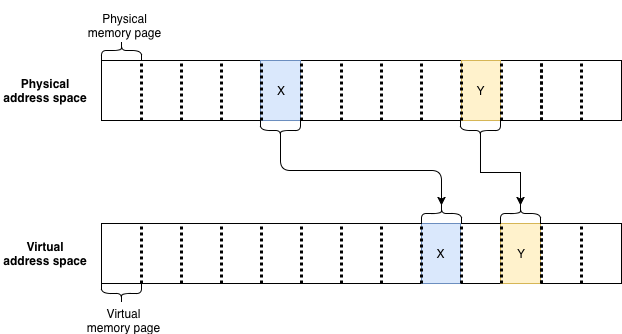 Physical
memory page
Physical
address space
X
Y
Virtual
address space
X
Y
Virtual
memory page